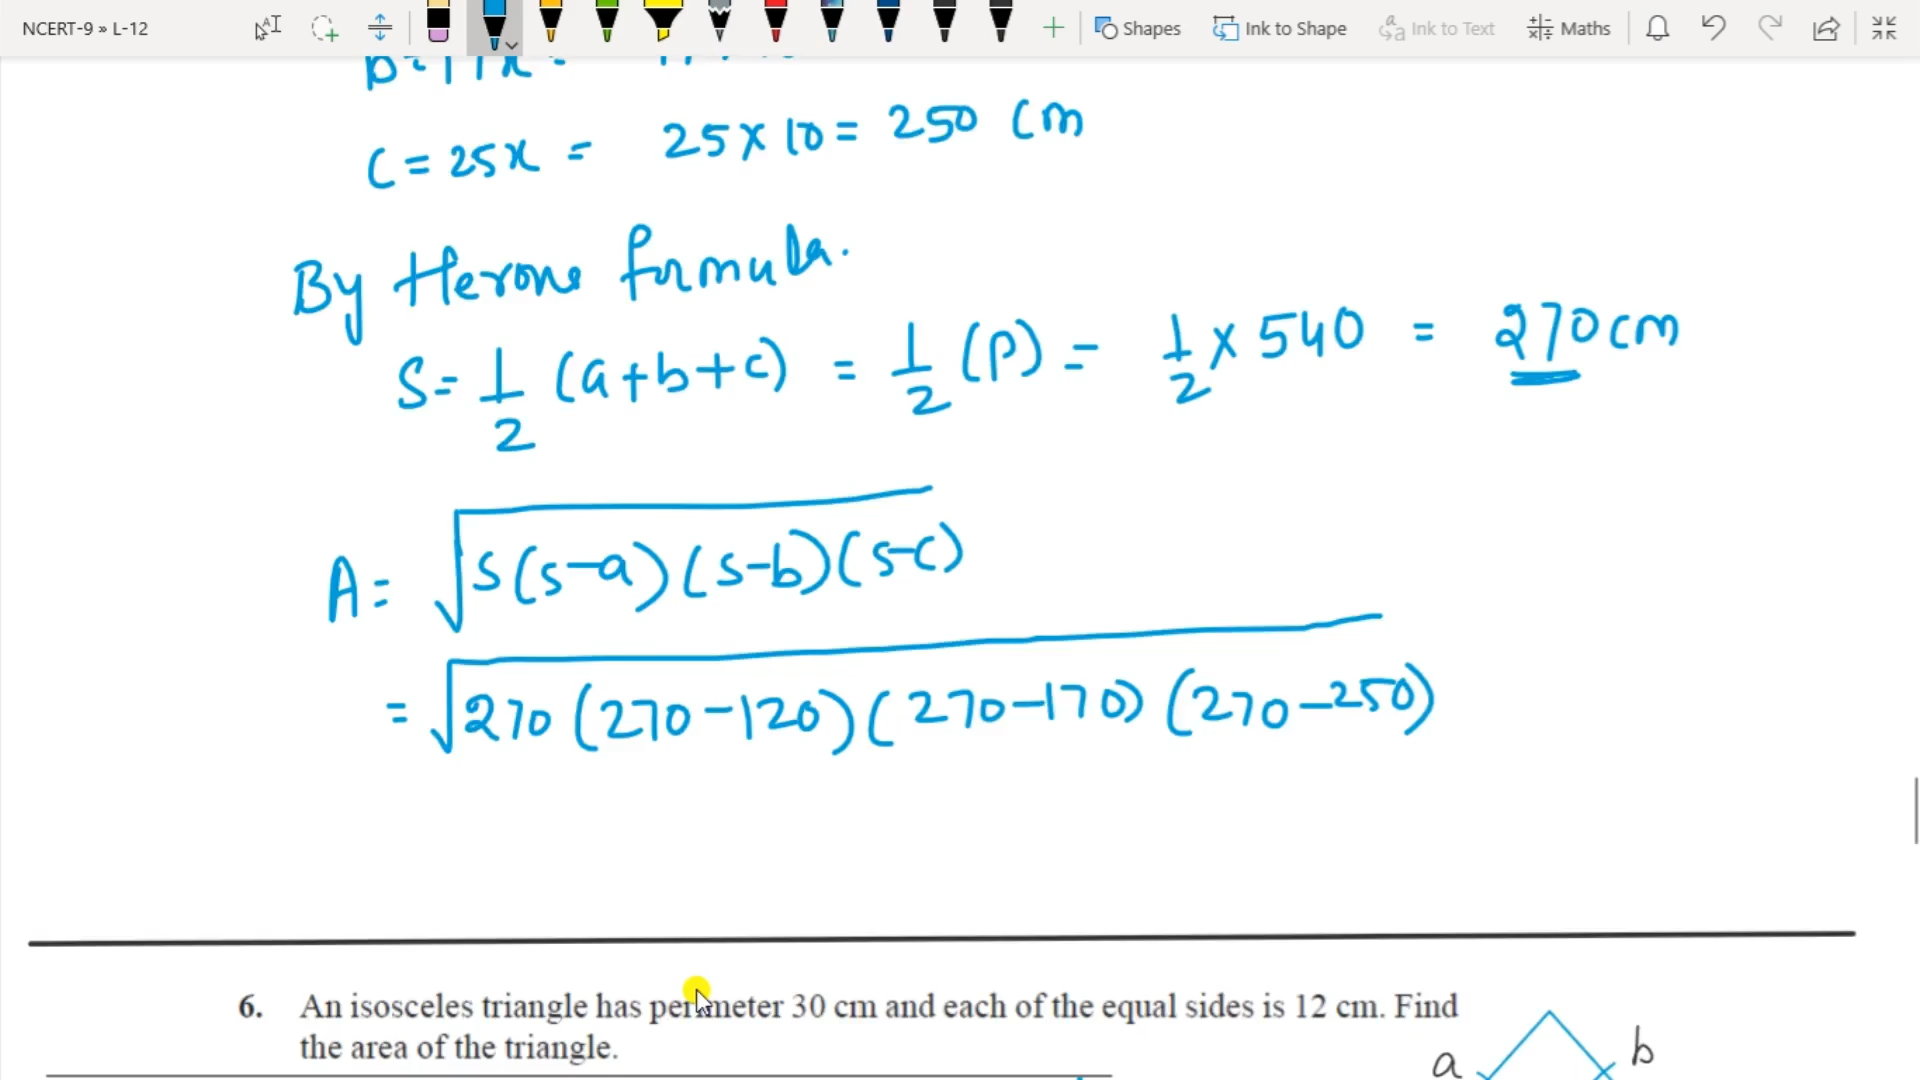 NCERT-9 » L-12
Shapes Ink to Shape Ink to Text Maths
b = 17x =
C = 25x = 25 × 10 = 250 cm
By Herons formula.
S = 1/2 (a+b+c) = 1/2 (P) = 1/2 × 540 = 270 cm
A = √s(s-a)(s-b)(s-c)
= √270 (270-120)(270-170)(270-250)
6. An isosceles triangle has perimeter 30 cm and each of the equal sides is 12 cm. Find
the area of the triangle.
a b